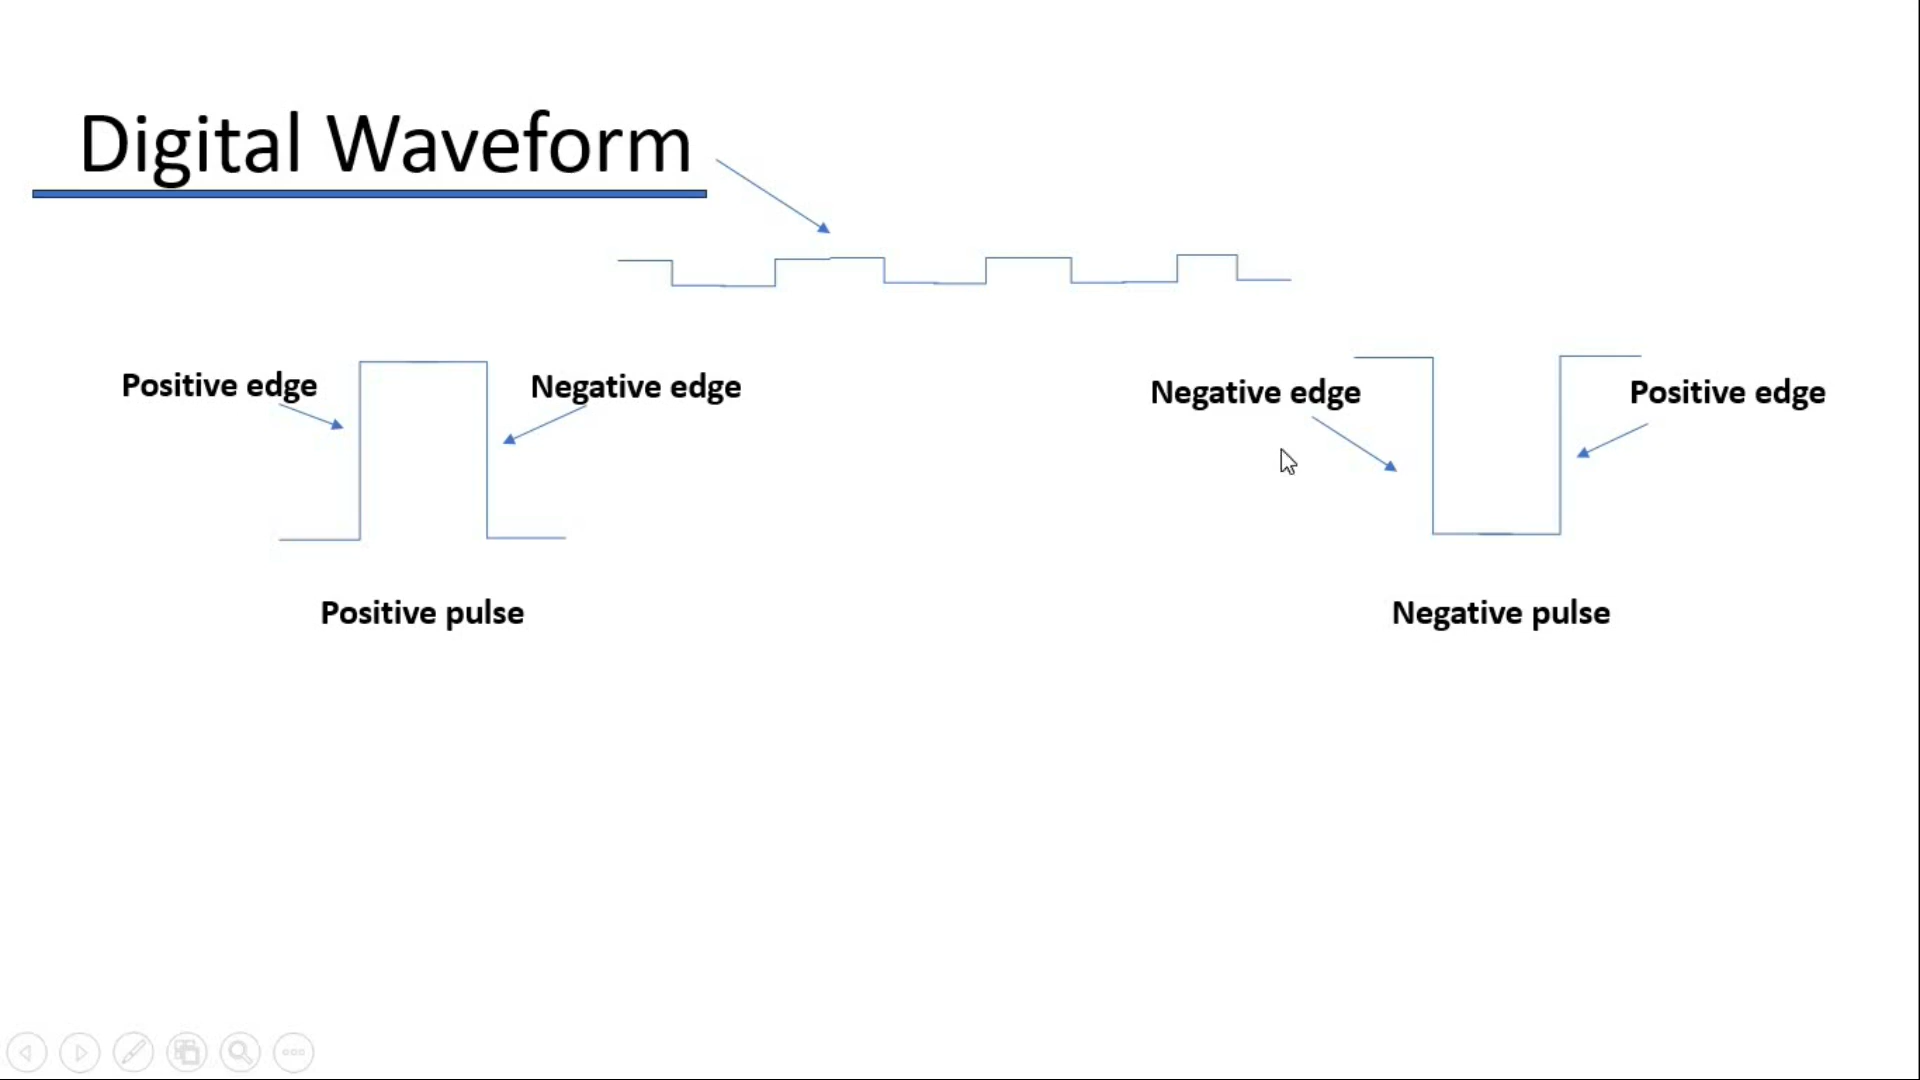 Digital Waveform
Positive edge
Negative edge
Negative edge
Positive edge
Positive pulse
Negative pulse